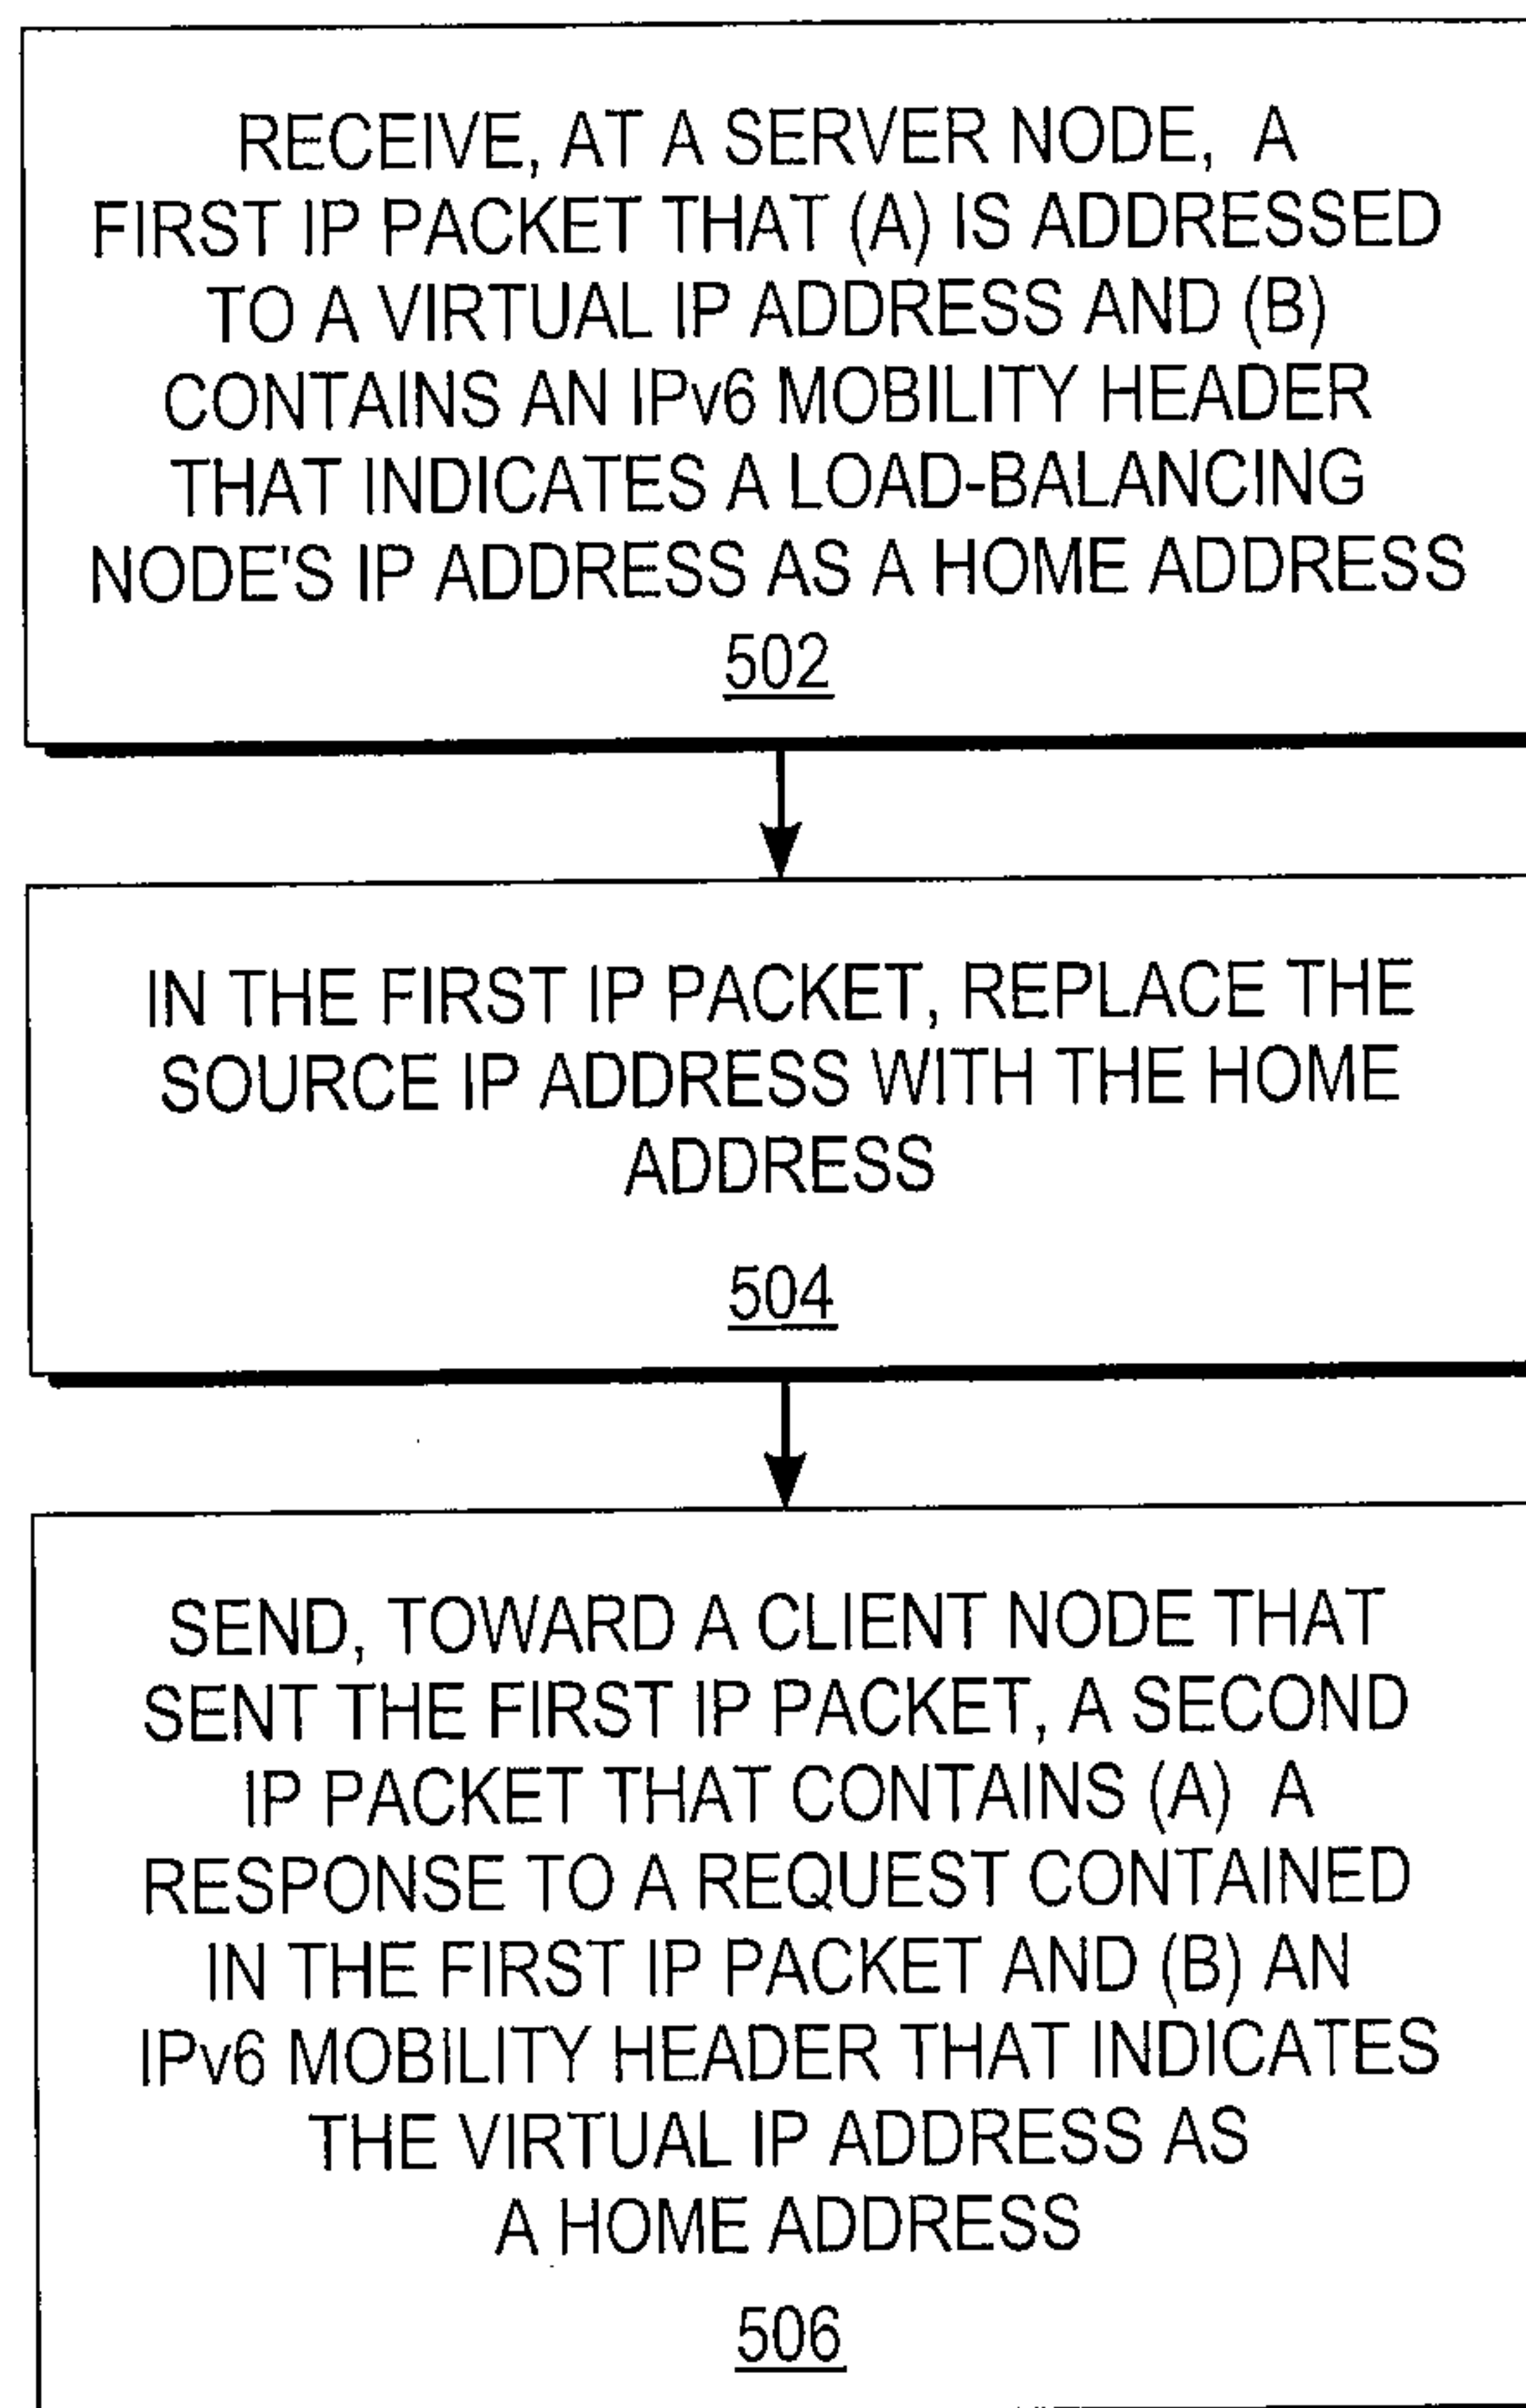 RECEIVE, AT A SERVER NODE, A
FIRST IP PACKET THAT (A) IS ADDRESSED
TO A VIRTUAL IP ADDRESS AND (B)
CONTAINS AN IPv6 MOBILITY HEADER
THAT INDICATES A LOAD-BALANCING
NODE'S IP ADDRESS AS A HOME ADDRESS
502
IN THE FIRST IP PACKET, REPLACE THE
SOURCE IP ADDRESS WITH THE HOME
ADDRESS
504
SEND, TOWARD A CLIENT NODE THAT
SENT THE FIRST IP PACKET, A SECOND
IP PACKET THAT CONTAINS (A) A
RESPONSE TO A REQUEST CONTAINED
IN THE FIRST IP PACKET AND (B) AN
IPv6 MOBILITY HEADER THAT INDICATES
THE VIRTUAL IP ADDRESS AS
A HOME ADDRESS
506